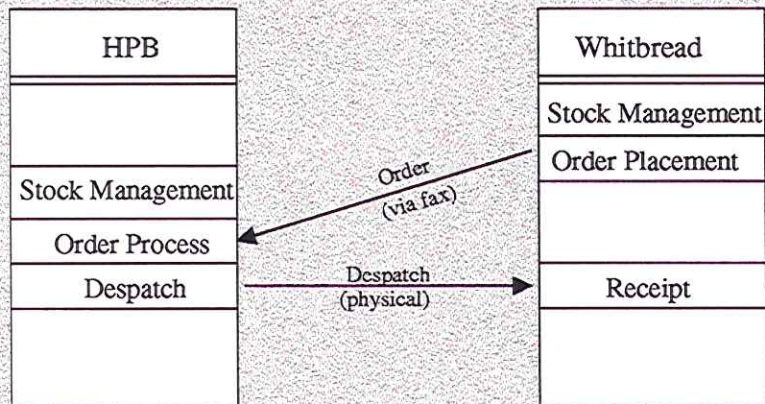 HPB
Whitbread
Stock Management
Order Placement
Order
(via fax)
Stock Management
Order Process
Despatch
Despatch
(physical)
Receipt